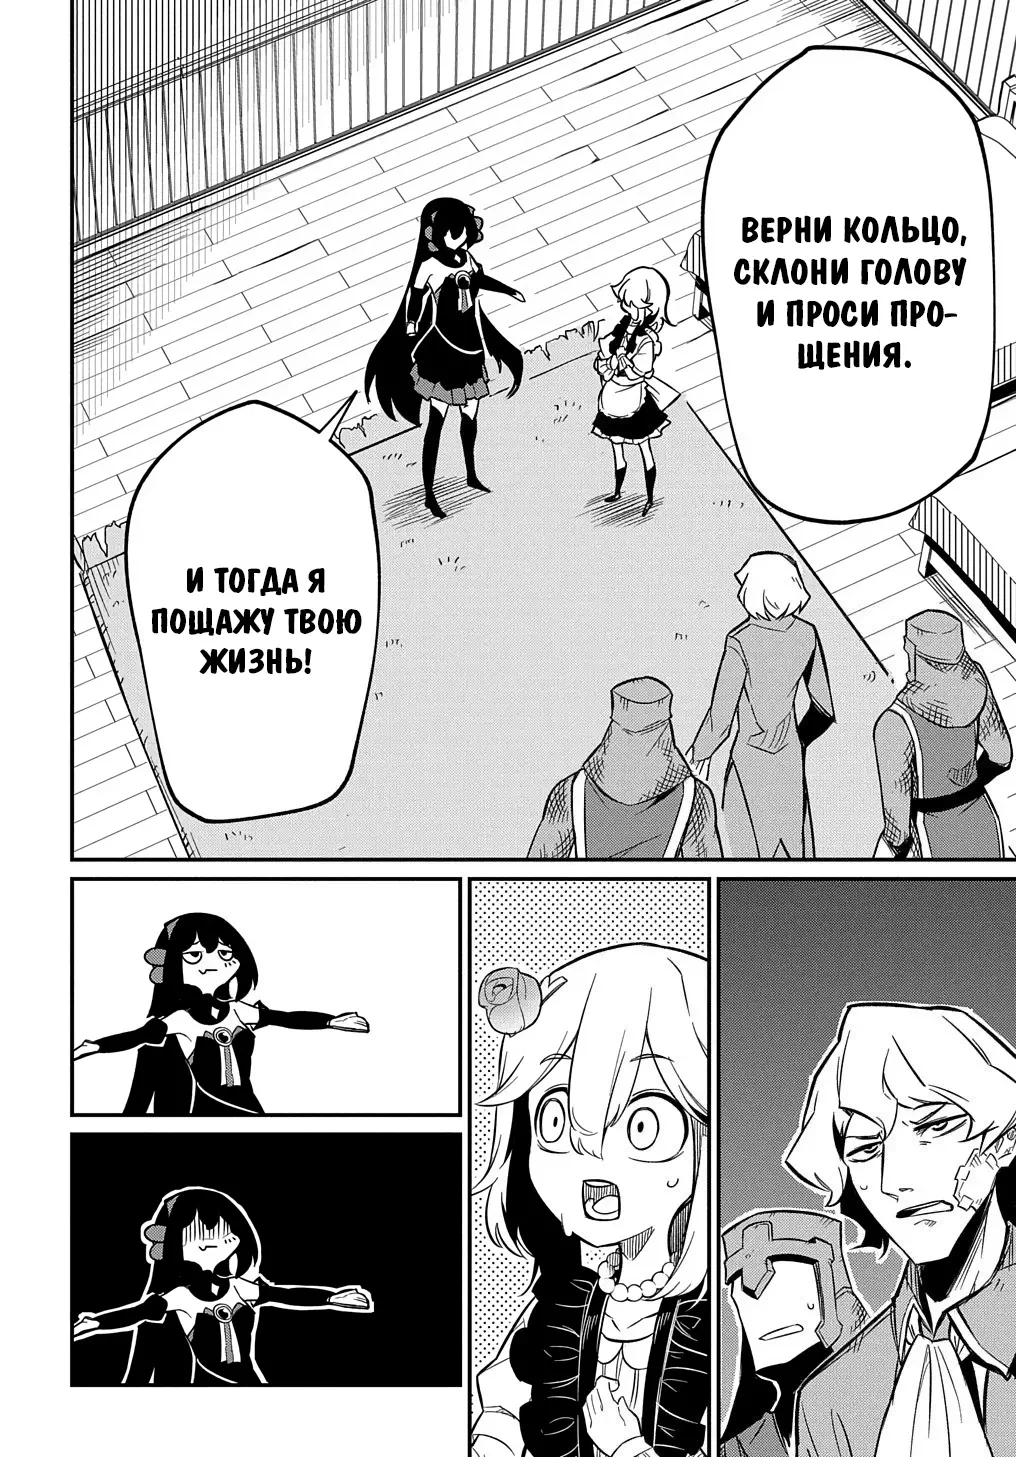 ВЕРНИ КОЛЬЦО,
СКЛОНИ ГОЛОВУ
И ПРОСИ ПРО-
ЩЕНИЯ.
И ТОГДА Я
ПОЩАЖУ ТВОЮ
ЖИЗНЬ!